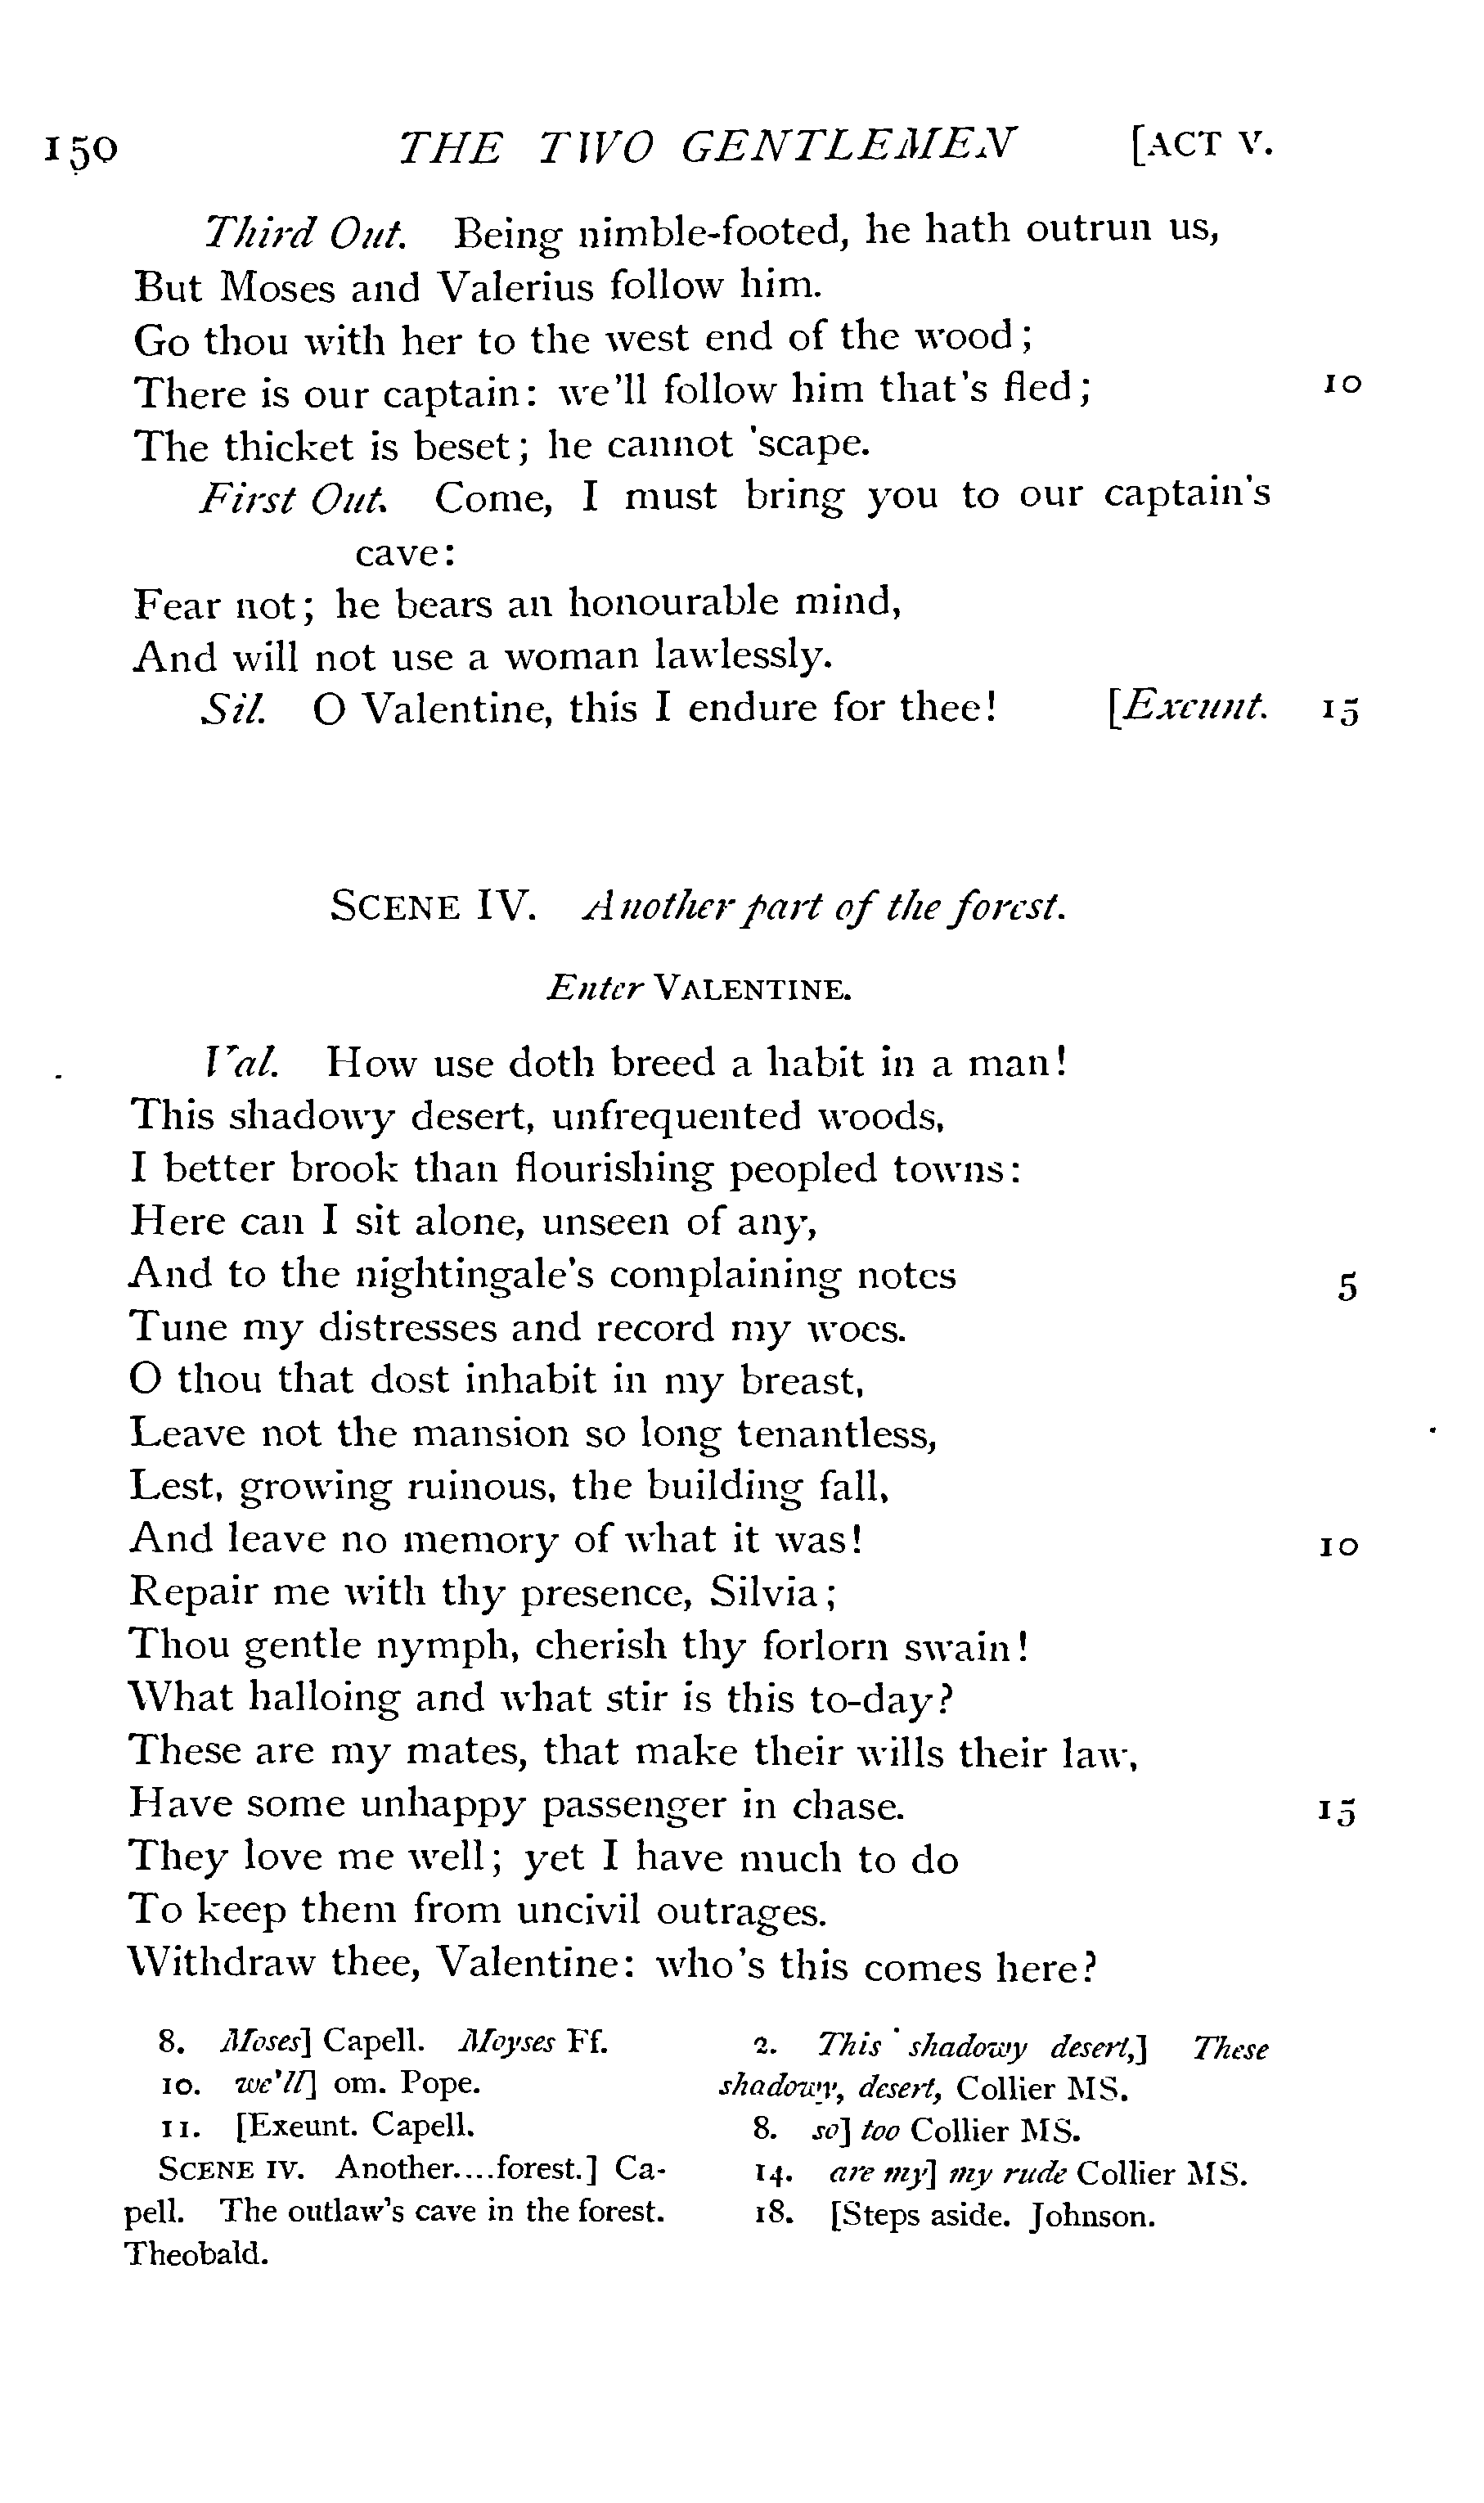 150 THE TWO GENTLEMEN [ACT V.
Third Out. Being nimble-footed, he hath outrun us,
But Moses and Valerius follow him.
Go thou with her to the west end of the wood;
There is our captain: we'll follow him that's fled; 10
The thicket is beset; he cannot 'scape.
First Out. Come, I must bring you to our captain's
cave:
Fear not; he bears an honourable mind,
And will not use a woman lawlessly.
Sil. O Valentine, this I endure for thee! [Exeunt. 15
SCENE IV. Another part of the forest.
Enter VALENTINE.
Val. How use doth breed a habit in a man!
This shadowy desert, unfrequented woods,
I better brook than flourishing peopled towns:
Here can I sit alone, unseen of any,
And to the nightingale's complaining notes 5
Tune my distresses and record my woes.
O thou that dost inhabit in my breast,
Leave not the mansion so long tenantless,
Lest, growing ruinous, the building fall,
And leave no memory of what it was! 10
Repair me with thy presence, Silvia;
Thou gentle nymph, cherish thy forlorn swain!
What halloing and what stir is this to-day?
These are my mates, that make their wills their law,
Have some unhappy passenger in chase. 15
They love me well; yet I have much to do
To keep them from uncivil outrages.
Withdraw thee, Valentine: who's this comes here?
8. Moses] Capell. Moyses Ff.
10. we'll] om. Pope.
11. [Exeunt. Capell.
SCENE IV. Another....forest.] Ca-
pell. The outlaw's cave in the forest.
Theobald.
2. This shadowy desert,] These
shadowy, desert, Collier MS.
8. so] too Collier MS.
14. are my] my rude Collier MS.
18. [Steps aside. Johnson.